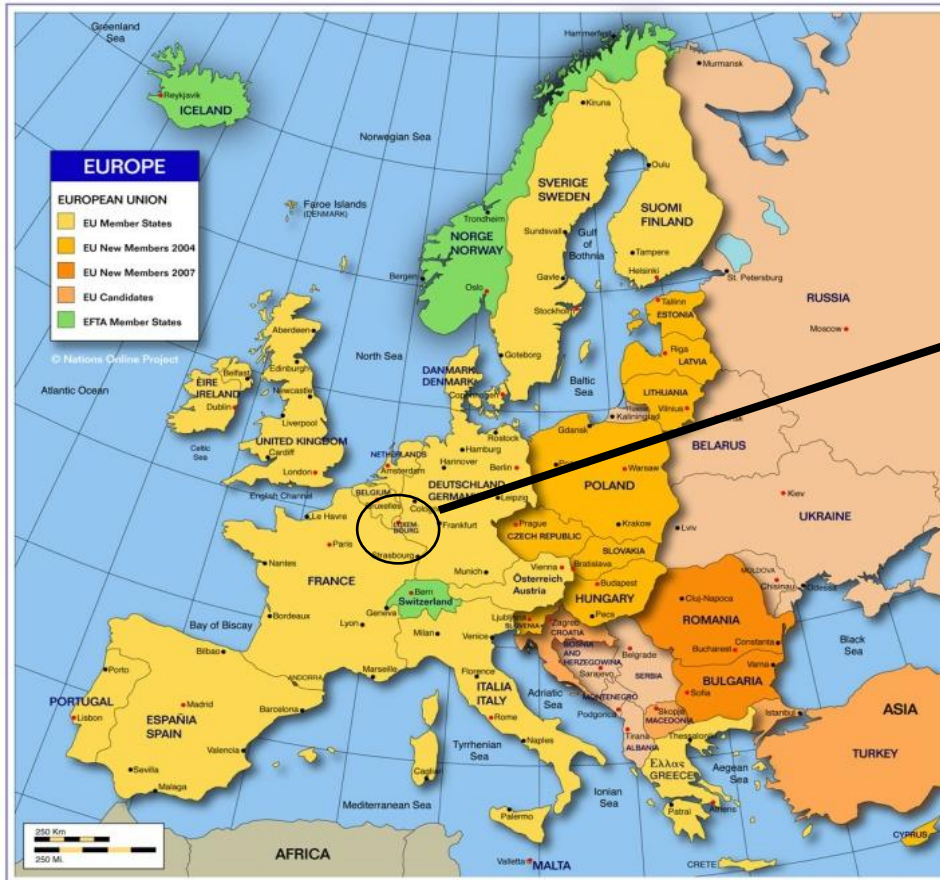 Greenland
Sea
Hammerfest
Murmansk
Reykjavik
ICELAND
Kiruna
Norwegian Sea
EUROPE
EUROPEAN UNION
EU Member States
EU New Members 2004
EU New Members 2007
EU Candidates
EFTA Member States
© Nations Online Project
Oulu
SVERIGE
SWEDEN
SUOMI
FINLAND
Faroe Islands
(DENMARK)
Trondheim
Sundsvall
Gulf
of
Bothnia
NORGE
NORWAY
Tampere
Helsinki
St. Petersburg
Bergen
Gavle
Oslo
Stockholm
Tallinn
ESTONIA
RUSSIA
Moscow
Aberdeen
North Sea
Goteborg
Riga
LATVIA
Edinburgh
Atlantic Ocean
Belfast
ÉIRE
IRELAND
Dublin
Newcastle
DANMARK
DENMARK
Copenhagen
Baltic
Sea
LITHUANIA
Vilnius
Russia
Kaliningrad
Liverpool
Celtic
Sea
UNITED KINGDOM
Cardiff
London
Gdansk
Rostock
Hamburg
BELARUS
NETHERLANDS
Amsterdam
Hannover
Berlin
Warsaw
POLAND
English Channel
BELGIUM
Bruxelles
DEUTSCHLAND
GERMANY
Cologne
Leipzig
Kiev
UKRAINE
Le Havre
LUXEM-
BOURG
Frankfurt
Prague
CZECH REPUBLIC
Krakow
Lviv
Paris
Strasbourg
SLOVAKIA
Nantes
Munich
Vienna
Bratislava
MOLDOVA
Chisinau
Odessa
FRANCE
Österreich
Austria
Budapest
HUNGARY
Bern
Switzerland
Geneva
Cluj-Napoca
ROMANIA
Bay of Biscay
Bordeaux
Lyon
Milan
Venice
Ljubljana
SLOVENIA
Zagreb
CROATIA
Pecs
Bilbao
BOSNIA
AND
HERZEGOWINA
Sarajevo
Belgrade
SERBIA
Bucharest
Constanta
Black
Sea
Porto
ANDORRA
Marseille
Florence
ITALIA
ITALY
Adriatic
Sea
MONTENEGRO
Podgorica
Varna
BULGARIA
Sofia
PORTUGAL
Lisbon
Madrid
ESPAÑIA
SPAIN
Barcelona
Rome
Skopje
MACEDONIA
Istanbul
ASIA
Tirana
ALBANIA
Thessaloniki
Valencia
Tyrrhenian
Sea
Naples
TURKEY
Sevilla
Malaga
Cagliari
Ελλας
GREECE
Aegean
Sea
Mediterranean Sea
Palermo
Ionian
Sea
Patrai
Athens
CYPRUS
250 Km
250 Mi.
AFRICA
Valletta
MALTA
CRETE